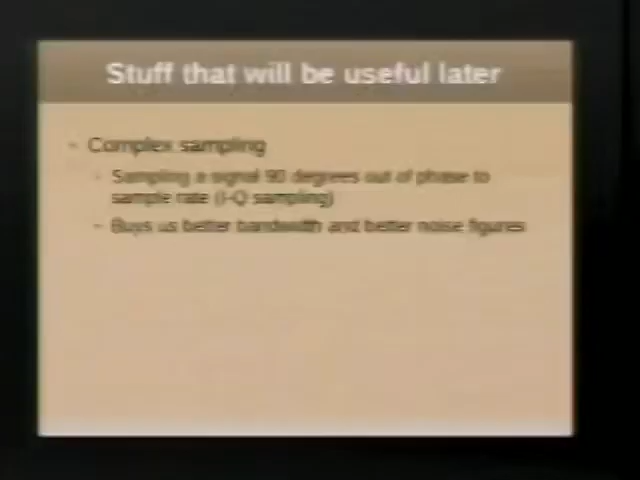 Stuff that will be useful later
Complex sampling
Sampling a signal 90 degrees out of phase to
sample rate (I-Q sampling)
Buys us better bandwidth and better noise figures